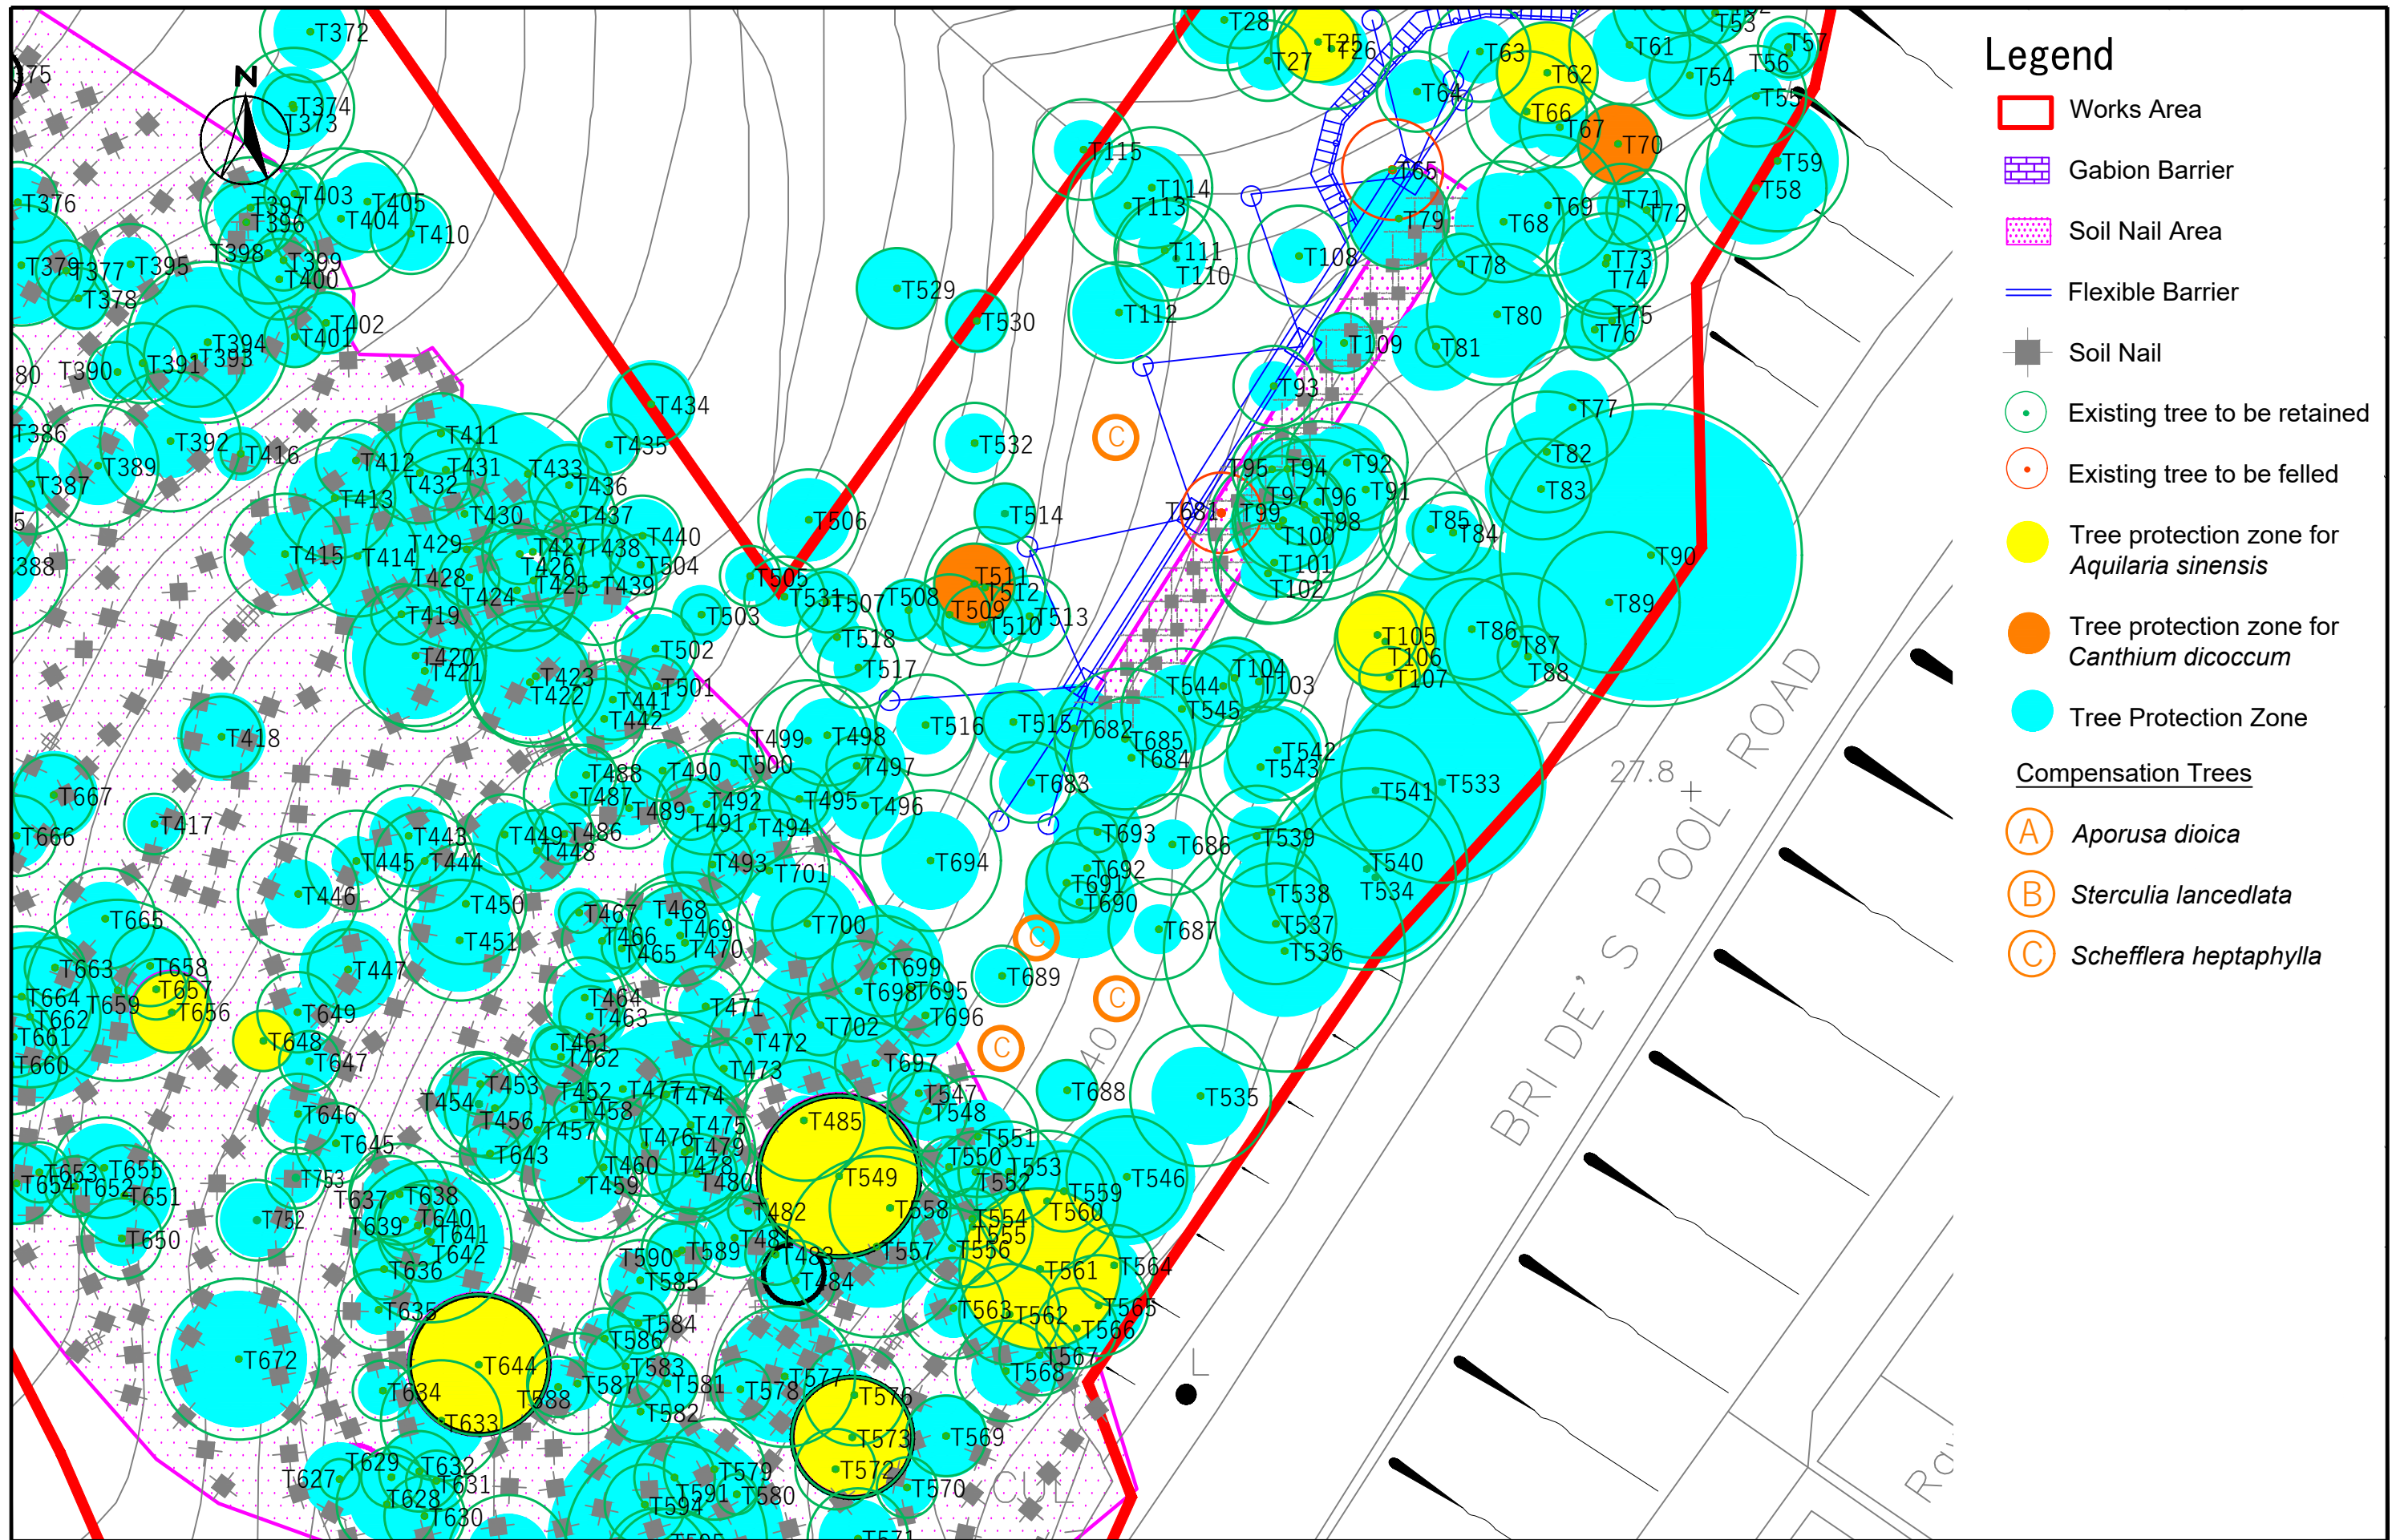 N
T372
T374
T373
T376
T403
T397
T405
T404
T396
T410
T398
T399
T400
T379
T377
T395
T378
T402
T401
T394
T393
T390
T391
T386
T392
T389
T416
T387
T411
T412
T431
T433
T432
T436
T413
T430
T437
T440
T429
T427
T438
T504
T415
T414
T426
T425
T439
T428
T424
T419
T420
T421
T423
T422
T434
T435
T503
T502
T501
T441
T442
T418
T667
T666
T417
T529
T530
T532
T506
T514
T505
T531
T507
T508
T511
T512
T509
T510
T513
T518
T517
T516
T515
T28
T25
T26
T27
T63
T64
T62
T66
T67
T61
T53
T57
T56
T54
T55
T70
T59
T58
T115
T114
T113
T111
T110
T112
T108
T65
T79
T68
T69
T71
T72
T78
T73
T74
T80
T75
T76
T81
T109
T93
T77
T82
T83
T95
T94
T92
T91
T97
T96
T681
T99
T98
T100
T101
T102
T85
T84
T90
T89
T86
T87
T88
T105
T106
T107
T104
T103
T544
T545
T682
T685
T684
T683
T542
T543
T533
T541
T499
T498
T500
T497
T488
T490
T487
T489
T492
T491
T495
T496
T494
T486
T449
T448
T443
T444
T445
T446
T493
T701
T694
T693
T692
T691
T690
T686
T687
T539
T540
T534
T538
T537
T536
T689
T688
T535
T450
T451
T447
T467
T468
T469
T466
T465
T470
T700
T699
T698
T695
T696
T702
T697
T471
T472
T473
T464
T463
T461
T462
T665
T663
T664
T662
T661
T660
T658
T659
T657
T656
T648
T649
T647
T646
T645
T453
T454
T456
T457
T452
T458
T477
T474
T475
T476
T479
T478
T480
T460
T459
T643
T485
T549
T558
T557
T547
T548
T551
T550
T553
T552
T546
T559
T560
T554
T555
T556
T561
T564
T563
T562
T565
T566
T567
T568
T653
T654
T655
T652
T651
T650
T753
T752
T637
T638
T639
T640
T641
T642
T636
T635
T482
T481
T483
T484
T590
T589
T585
T584
T586
T583
T581
T582
T587
T588
T644
T634
T633
T672
T577
T578
T576
T573
T572
T569
T570
T571
T579
T580
T591
T594
T629
T627
T632
T631
T628
T630
40
27.8
BRIDE'S POOL ROAD
CUL
L
C
C
C
C
Legend
Works Area
Gabion Barrier
Soil Nail Area
Flexible Barrier
Soil Nail
Existing tree to be retained
Existing tree to be felled
Tree protection zone for
Aquilaria sinensis
Tree protection zone for
Canthium dicoccum
Tree Protection Zone
Compensation Trees
A Aporusa dioica
B Sterculia lancedlata
C Schefflera heptaphylla